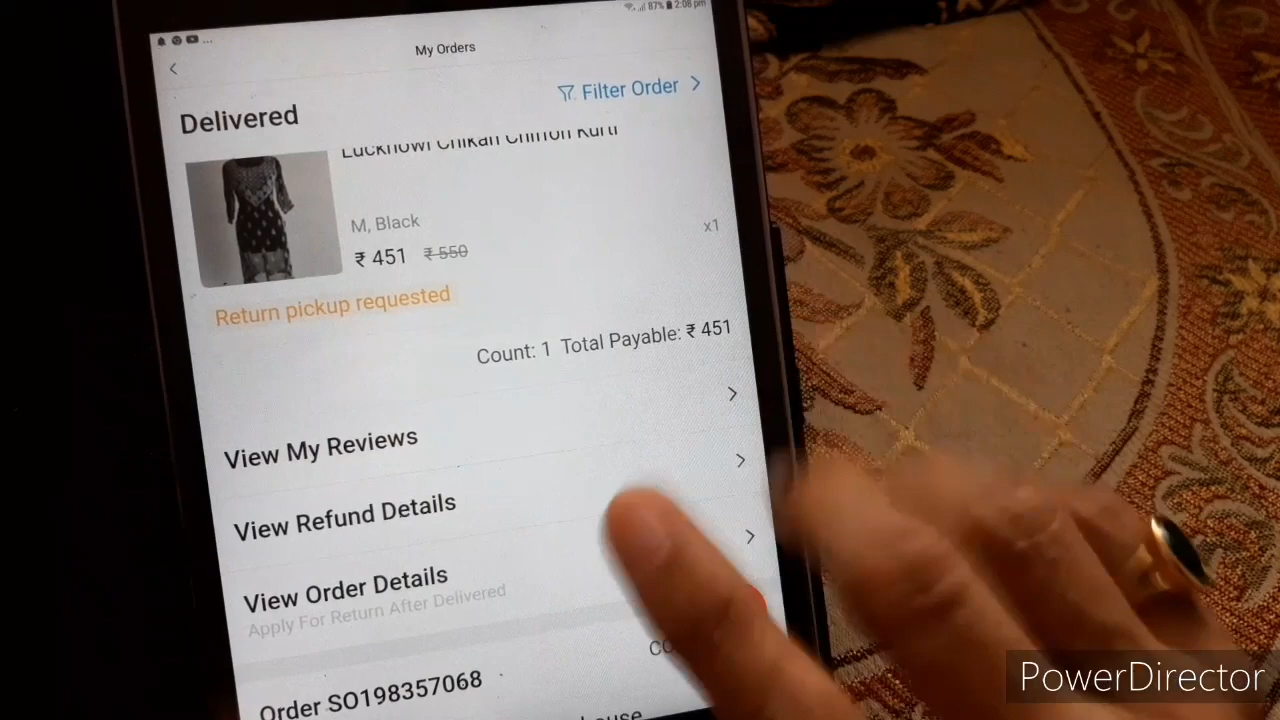 87% 2:08 pm
My Orders
Delivered
Filter Order
Lucknowi Chikan Chiffon Kurti
M, Black
x1
₹ 451 ₹ 550
Return pickup requested
Count: 1 Total Payable: ₹ 451
View My Reviews
View Refund Details
View Order Details
Apply For Return After Delivered
Order SO198357068
PowerDirector